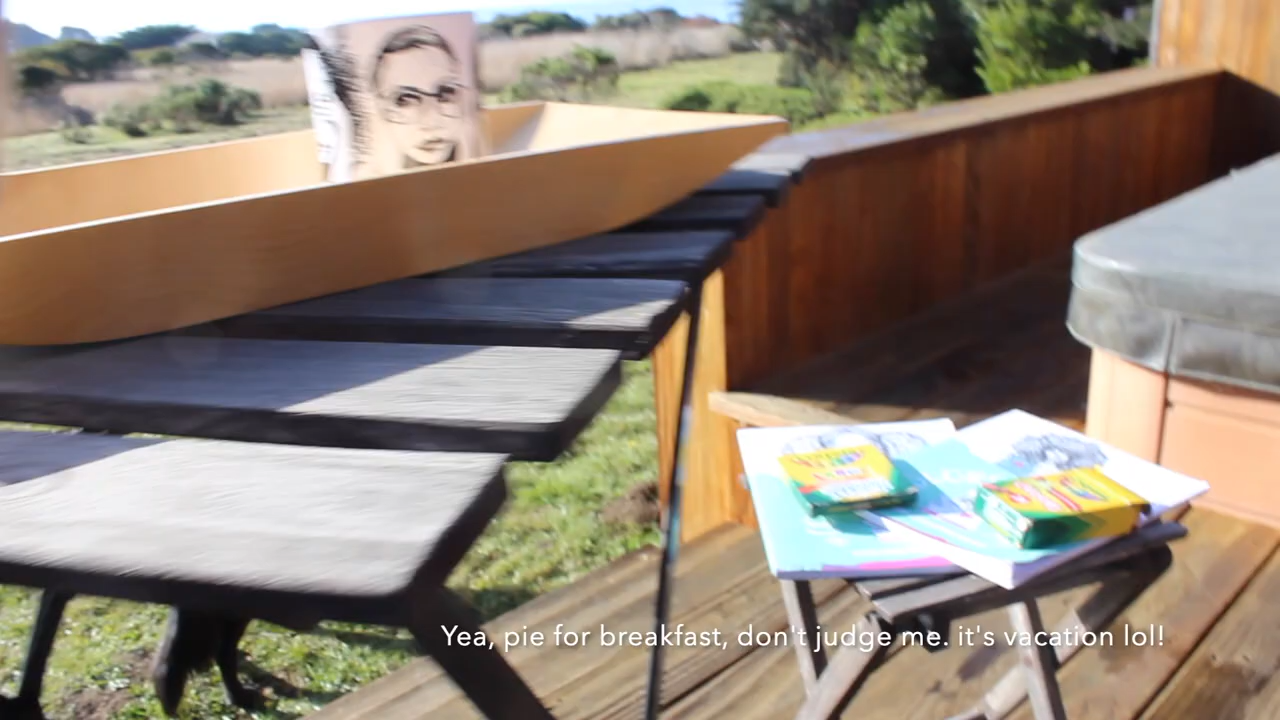 Yea, pie for breakfast, don't judge me. it's vacation lol!